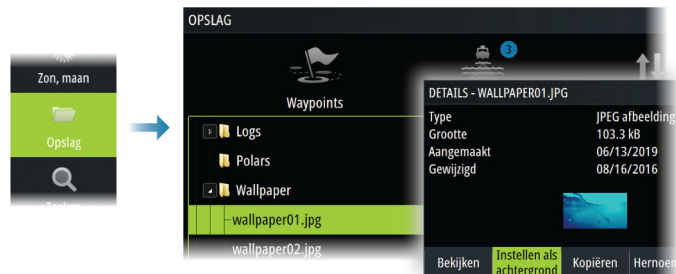 Zon, maan
Opslag
OPSLAG
Waypoints
3
Logs
Polars
Wallpaper
wallpaper01.jpg
wallpaper02.jpg
DETAILS - WALLPAPER01.JPG
Type JPEG afbeelding
Grootte 103.3 kB
Aangemaakt 06/13/2019
Gewijzigd 08/16/2016
Bekijken
Instellen als
achtergrond
Kopiëren